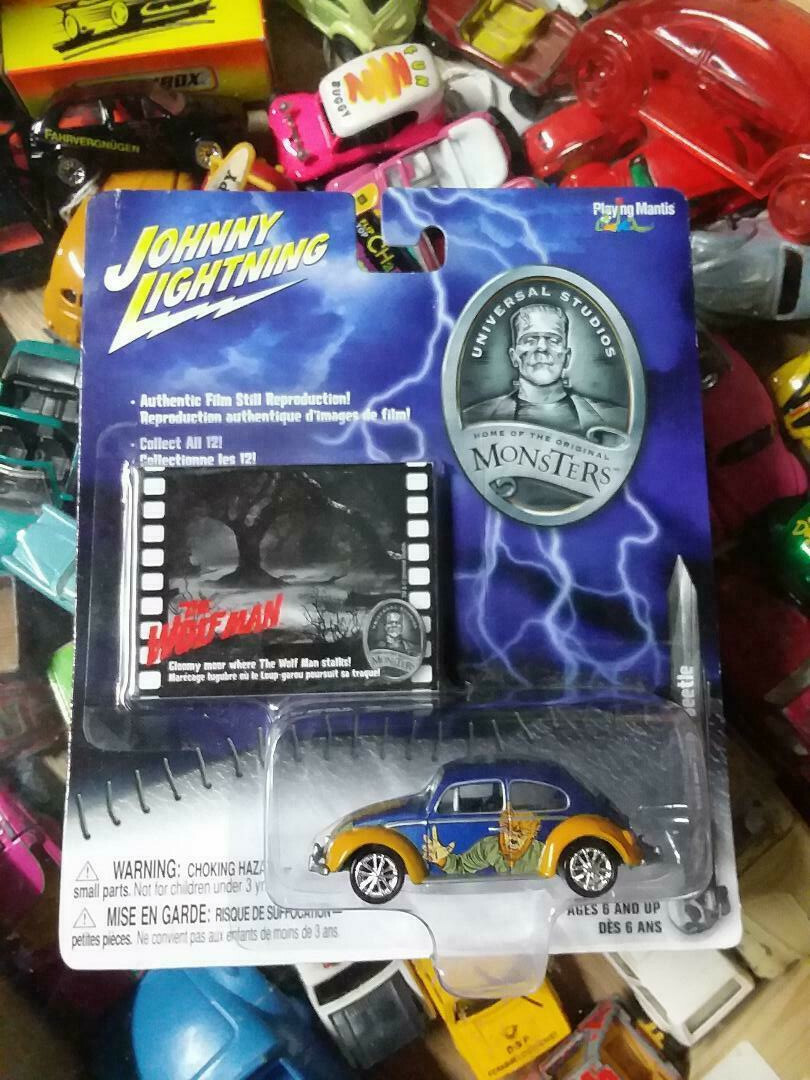 FAHRVERGNÜGEN
BUGGY
FUN
JOHNNY
LIGHTNING
Playing Mantis
UNIVERSAL STUDIOS
HOME OF THE ORIGINAL
MONSTERS
• Authentic Film Still Reproduction!
Reproduction authentique d'images de film!
• Collect All 12!
Collectionne les 12!
THE
WOLF MAN
MONSTERS
Gloomy moor where The Wolf Man stalks!
Marécage lugubre où le Loup-garou poursuit sa traque!
eetle
WARNING: CHOKING HAZA
small parts. Not for children under 3 yr
MISE EN GARDE: RISQUE DE SUFFOCATION—
petites pièces. Ne convient pas aux enfants de moins de 3 ans.
AGES 6 AND UP
DÈS 6 ANS